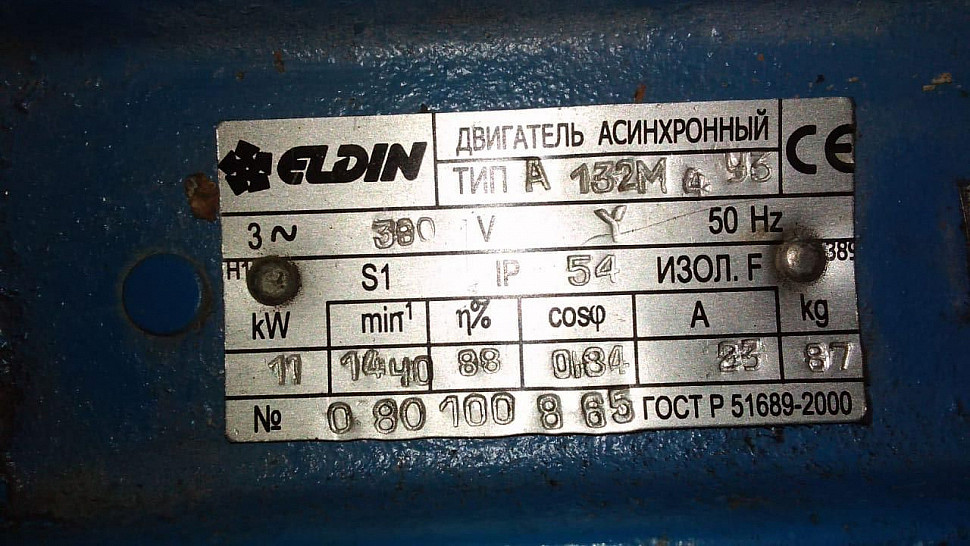 ELDIN
ДВИГАТЕЛЬ АСИНХРОННЫЙ
ТИП А 132М 4 У3
CE
3 ~ 380 V Y 50 Hz
S1 IP 54 ИЗОЛ. F
kW min⁻¹ η% cosφ A kg
11 1440 88 0,84 23 87
№ 0 80 100 8 65 ГОСТ Р 51689-2000